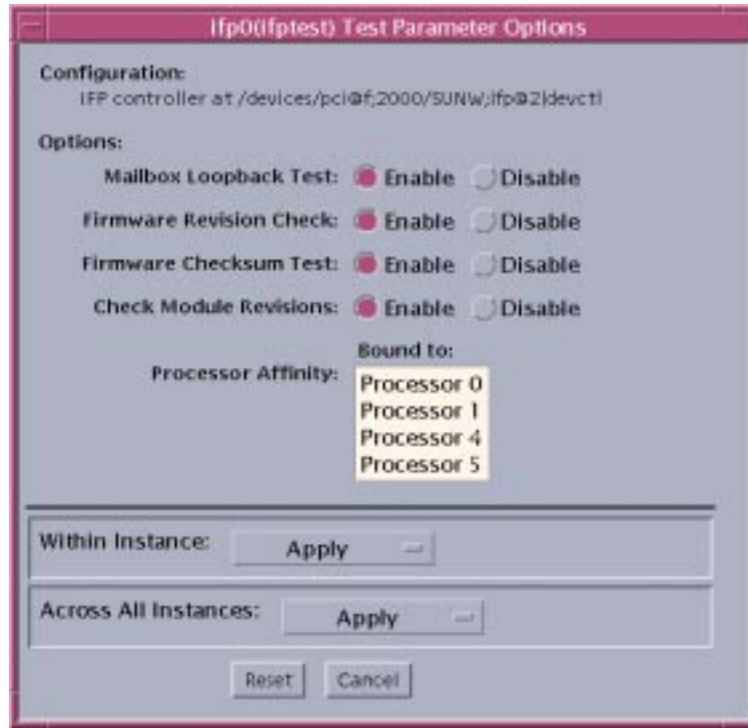 ifp0(ifptest) Test Parameter Options
Configuration:
IFP controller at /devices/pci@f;2000/SUNW;ifp@2|devctl
Options:
Mailbox Loopback Test: Enable Disable
Firmware Revision Check: Enable Disable
Firmware Checksum Test: Enable Disable
Check Module Revisions: Enable Disable
Bound to:
Processor Affinity:
Processor 0
Processor 1
Processor 4
Processor 5
Within Instance: Apply
Across All Instances: Apply
Reset Cancel